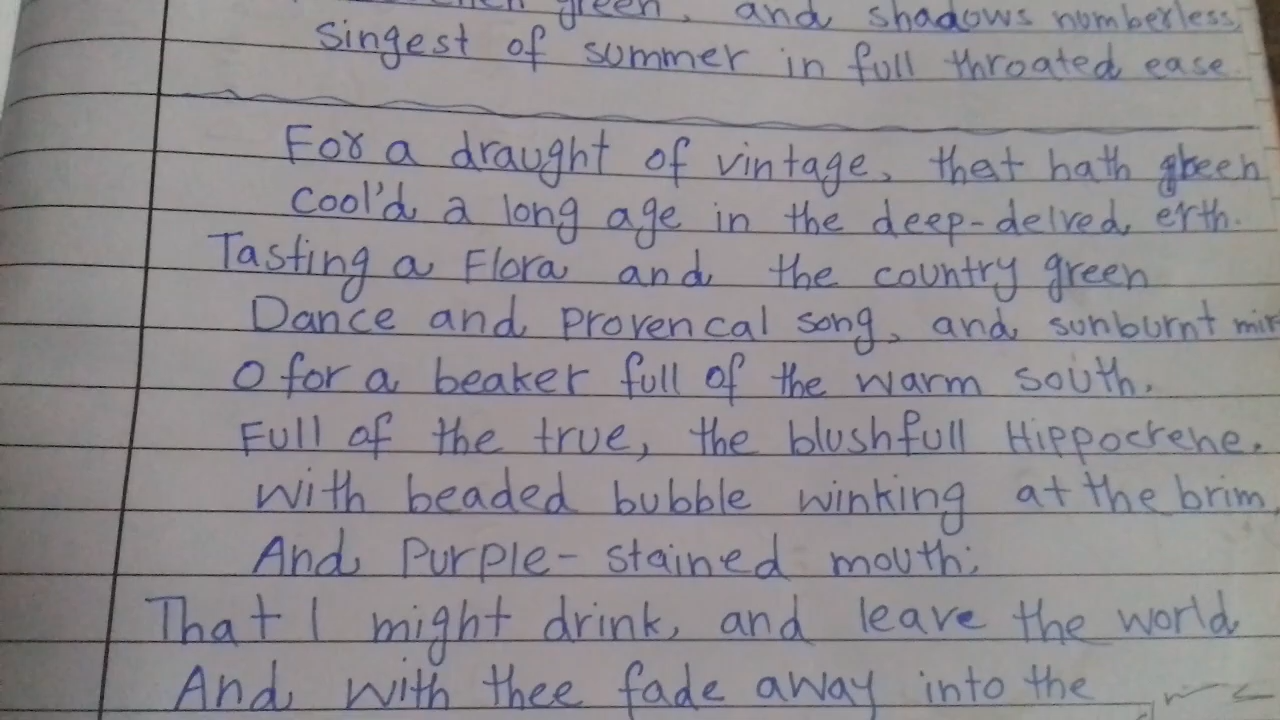 green, and shadows numberless,
Singest of summer in full throated ease.
For a draught of vintage, that hath been
Cool'd a long age in the deep-delved erth.
Tasting a Flora and the country green
Dance and Provencal song, and sunburnt mir
O for a beaker full of the warm south.
Full of the true, the blushfull Hippocrene.
With beaded bubble winking at the brim,
And Purple-stained mouth;
That I might drink, and leave the world
And with thee fade away into the